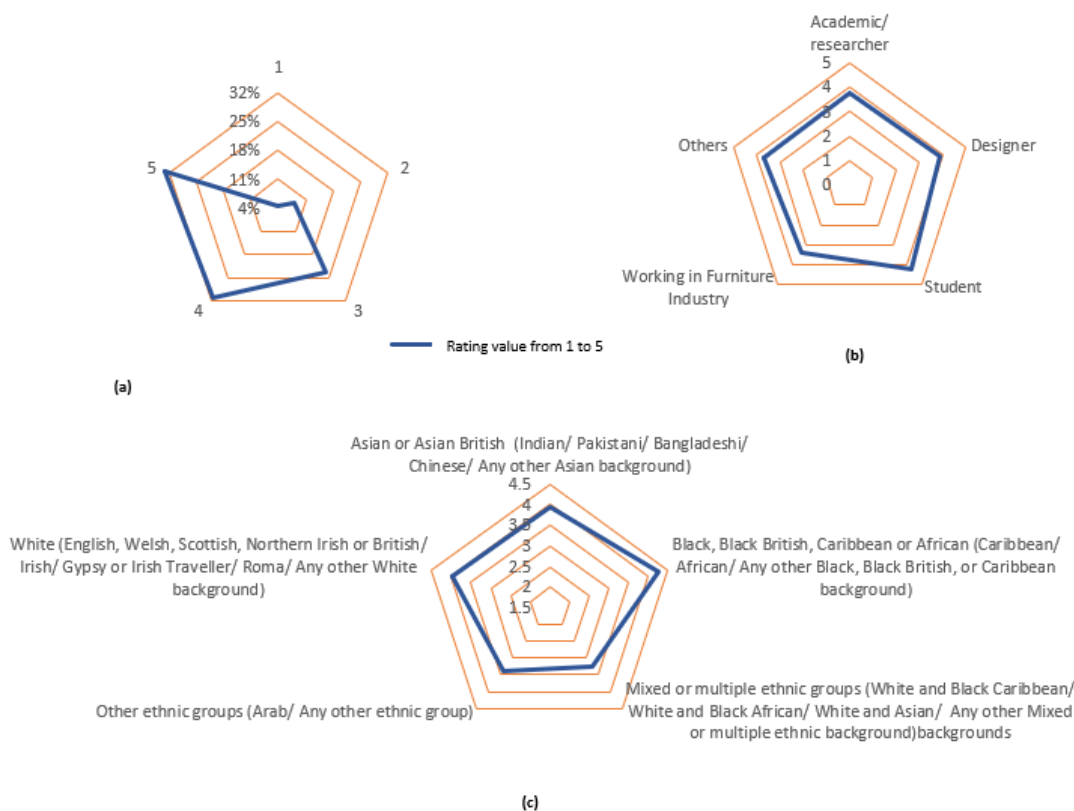 1
32%
25%
18%
11%
4%
5
2
4
3
Rating value from 1 to 5
(a)
Academic/
researcher
5
4
3
2
1
0
Others
Designer
Working in Furniture
Industry
Student
(b)
Asian or Asian British  (Indian/ Pakistani/ Bangladeshi/
Chinese/ Any other Asian background)
4.5
4
3.5
3
2.5
2
1.5
White (English, Welsh, Scottish, Northern Irish or British/
Irish/ Gypsy or Irish Traveller/ Roma/ Any other White
background)
Black, Black British, Caribbean or African (Caribbean/
African/ Any other Black, Black British, or Caribbean
background)
Other ethnic groups (Arab/ Any other ethnic group)
Mixed or multiple ethnic groups (White and Black Caribbean/
White and Black African/ White and Asian/  Any other Mixed
or multiple ethnic background)backgrounds
(c)